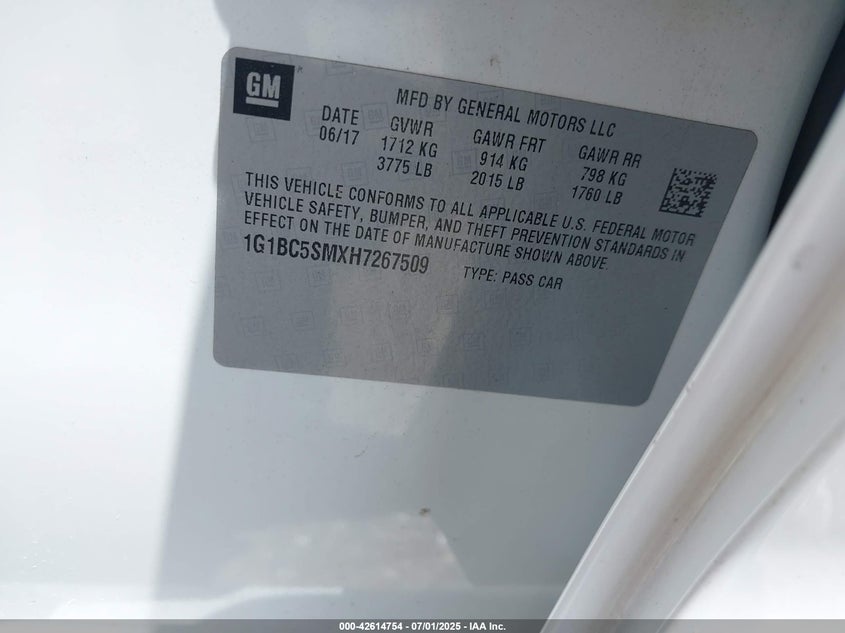 GM
MFD BY GENERAL MOTORS LLC
DATE GVWR GAWR FRT GAWR RR
06/17 1712 KG 914 KG 798 KG
3775 LB 2015 LB 1760 LB
THIS VEHICLE CONFORMS TO ALL APPLICABLE U.S. FEDERAL MOTOR
VEHICLE SAFETY, BUMPER, AND THEFT PREVENTION STANDARDS IN
EFFECT ON THE DATE OF MANUFACTURE SHOWN ABOVE.
1G1BC5SMXH7267509 TYPE: PASS CAR
000-42614754 - 07/01/2025 - IAA Inc.